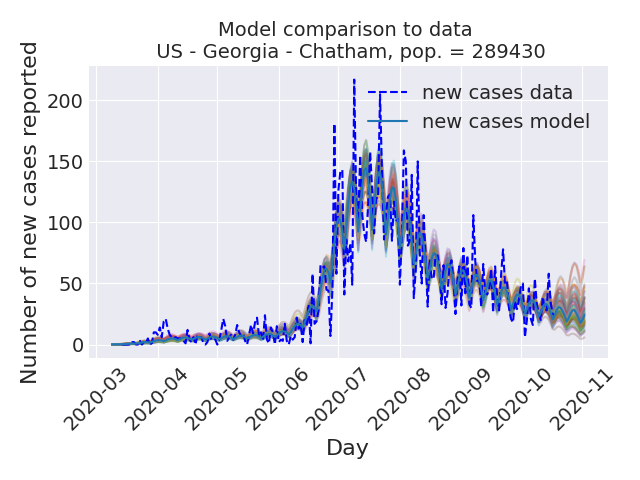 Model comparison to data
US - Georgia - Chatham, pop. = 289430
new cases data
new cases model
Number of new cases reported
200
150
100
50
0
2020-03
2020-04
2020-05
2020-06
2020-07
2020-08
2020-09
2020-10
2020-11
Day